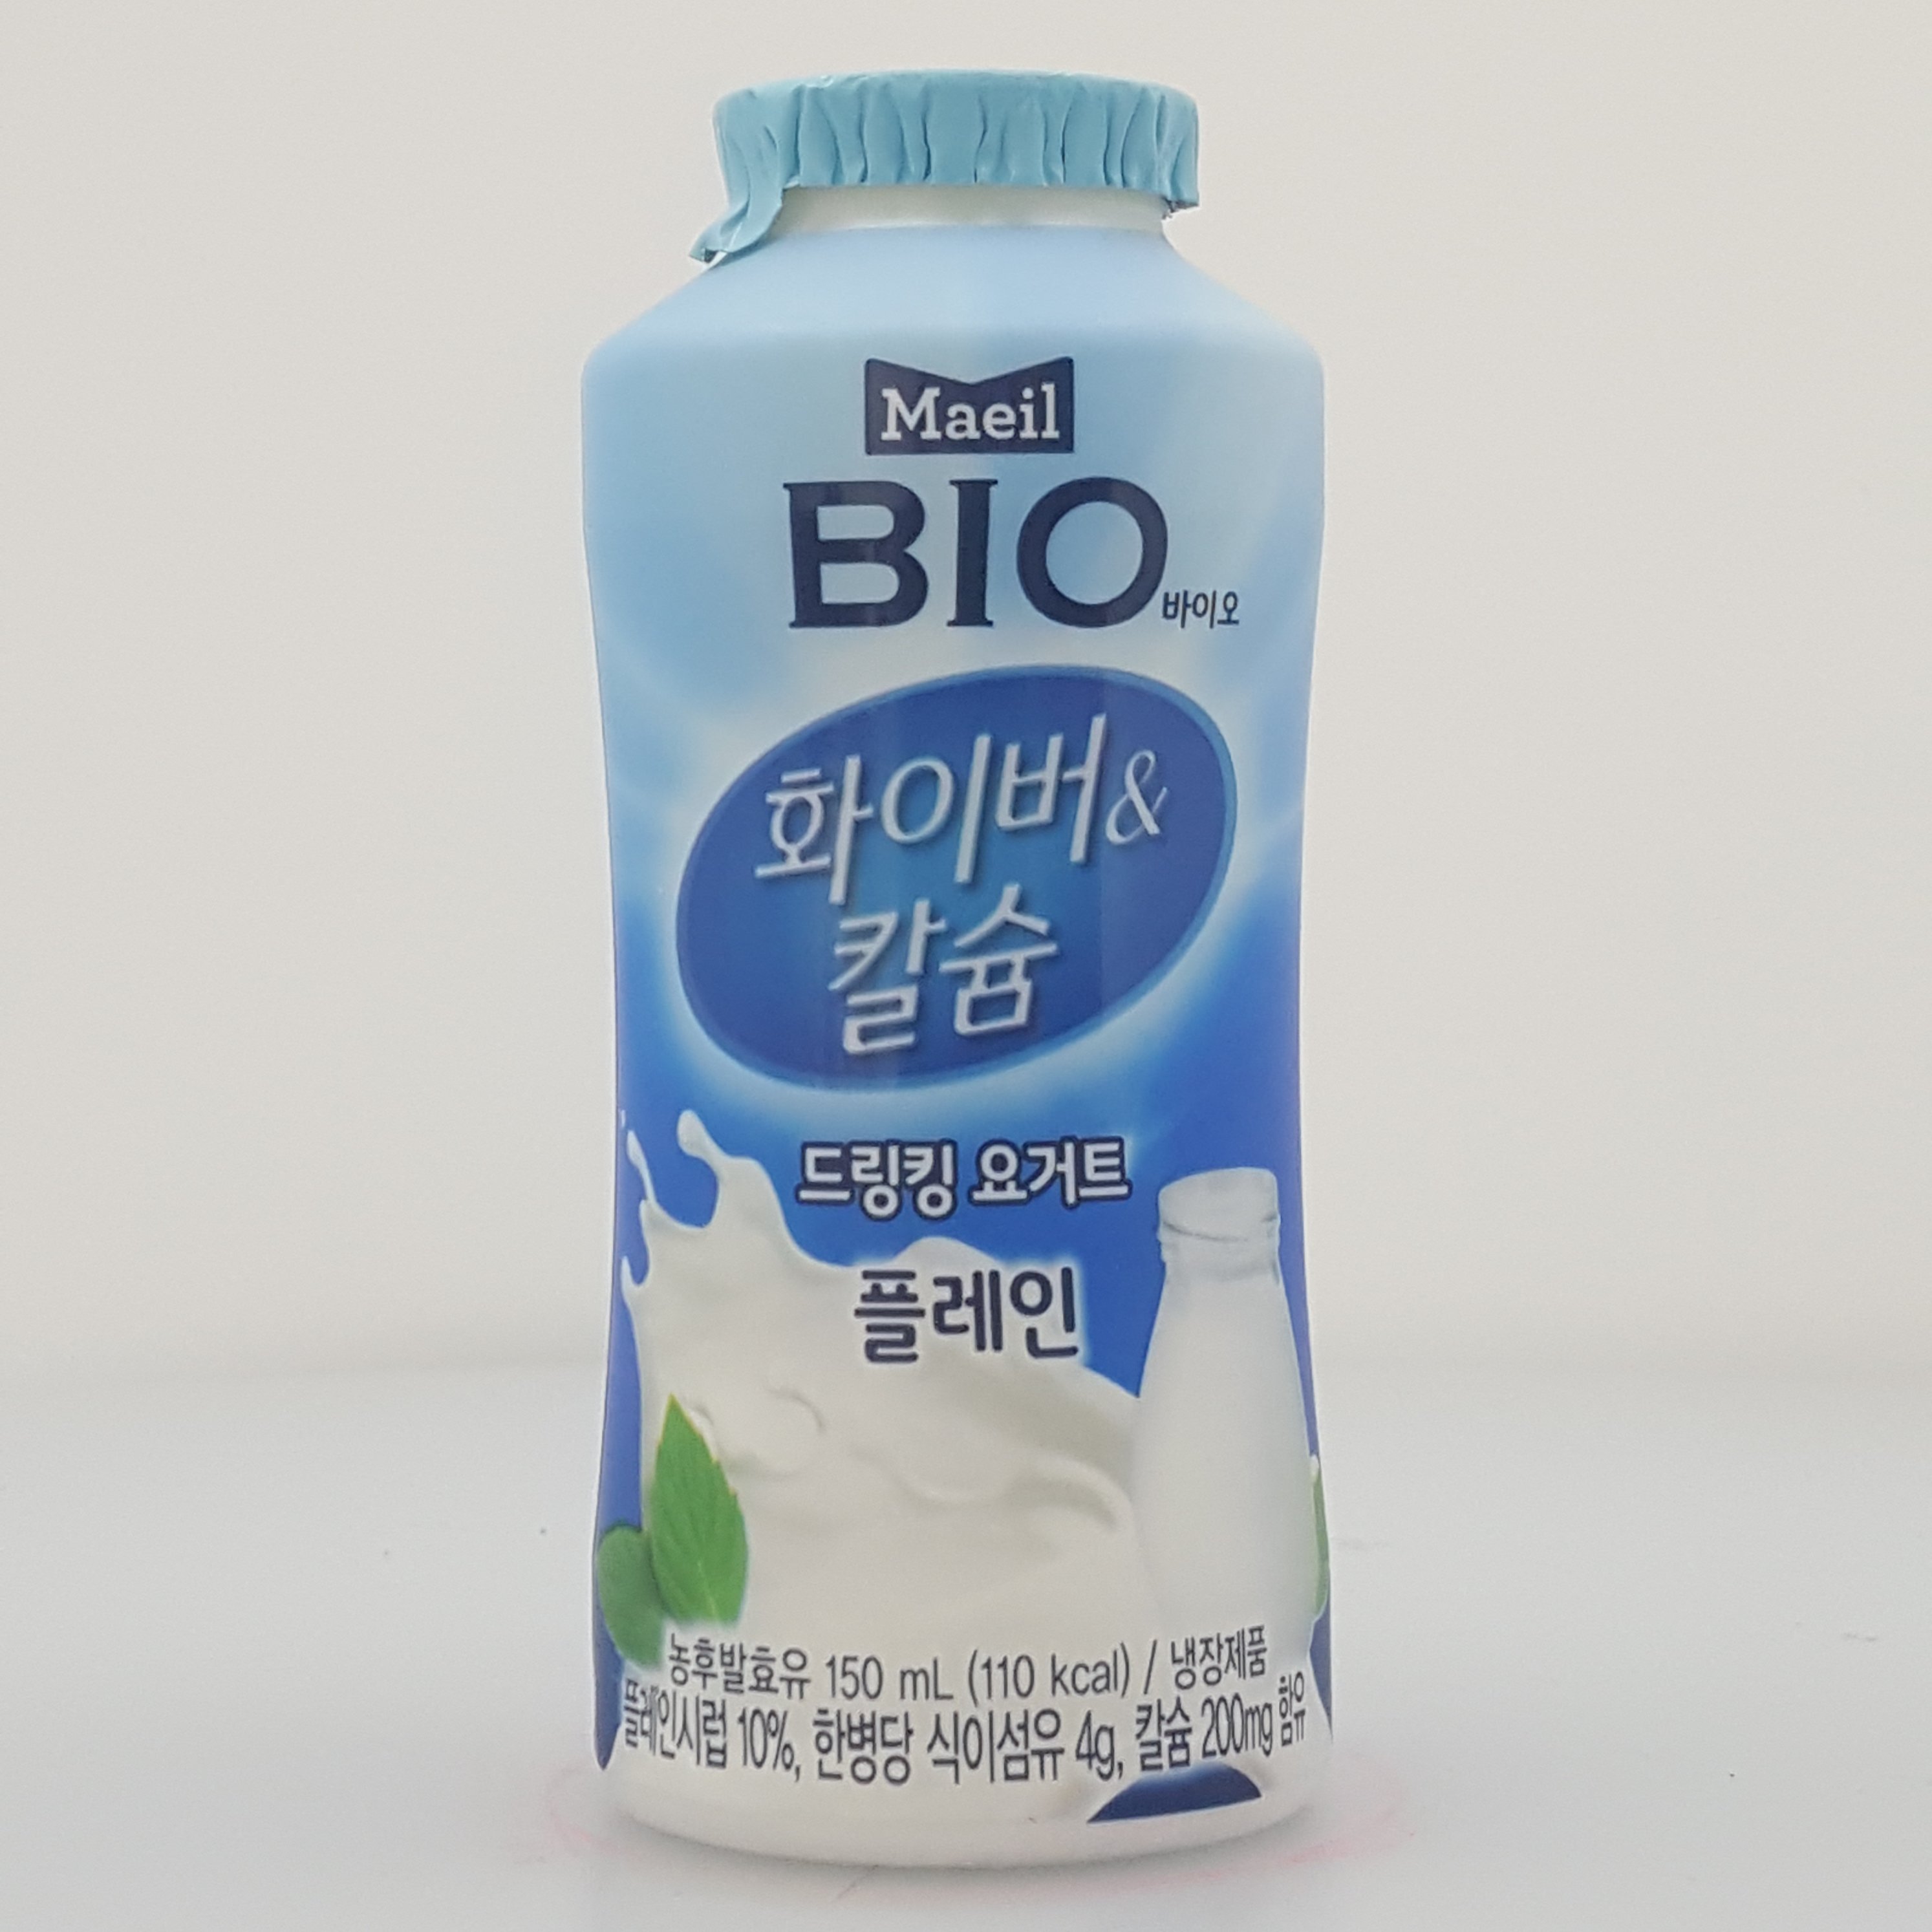 Maeil
BIO 바이오
화이버&
칼슘
드링킹 요거트
플레인
농후발효유 150 mL (110 kcal) / 냉장제품
플레인시럽 10%, 한병당 식이섬유 4g, 칼슘 200mg 함유